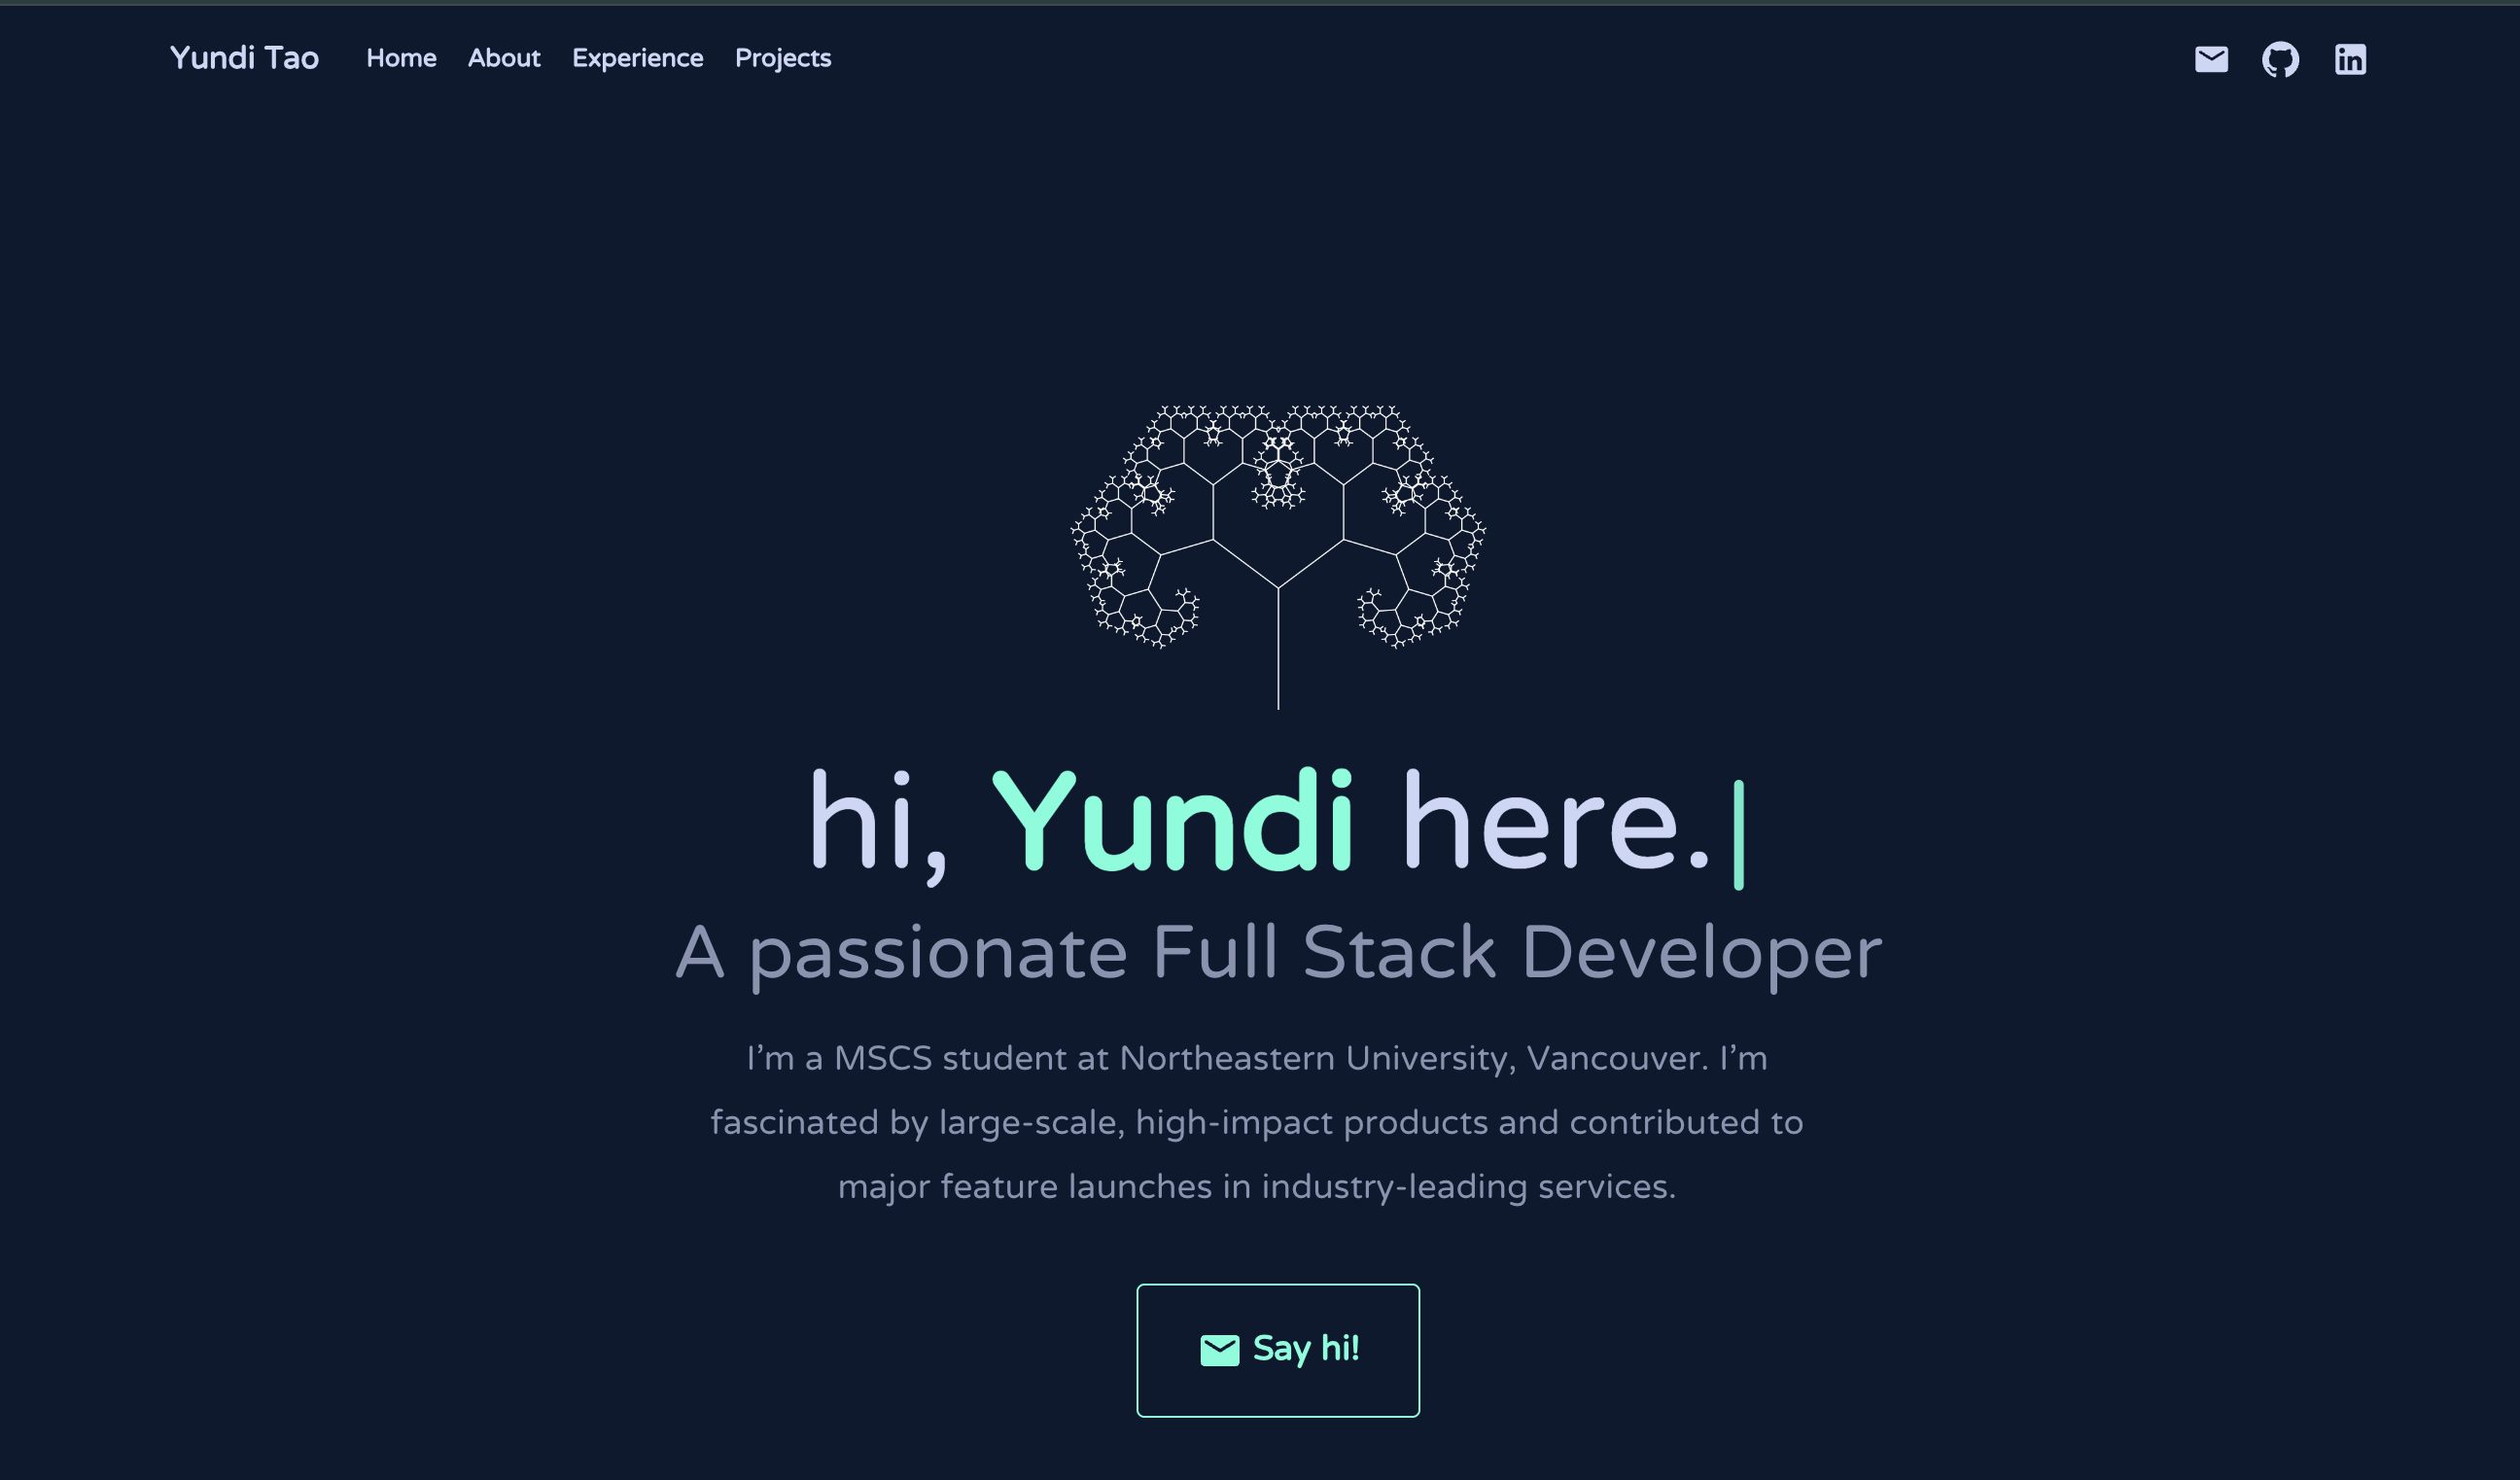 Yundi Tao Home About Experience Projects
hi, Yundi here.
A passionate Full Stack Developer
I’m a MSCS student at Northeastern University, Vancouver. I’m
fascinated by large-scale, high-impact products and contributed to
major feature launches in industry-leading services.
Say hi!